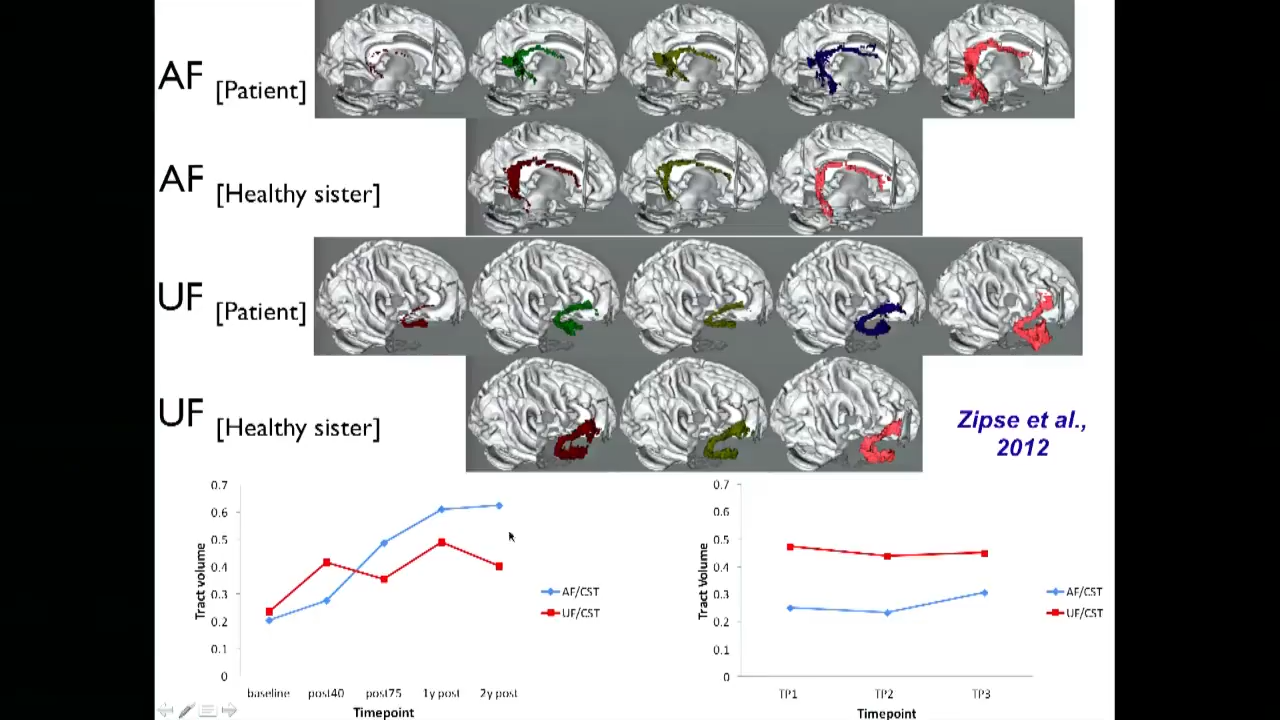 AF [Patient]
AF [Healthy sister]
UF [Patient]
UF [Healthy sister]
Zipse et al.,
2012
0.7
0.6
0.5
0.4
0.3
0.2
0.1
0
Tract volume
baseline post40 post75 1y post 2y post
Timepoint
AF/CST
UF/CST
0.7
0.6
0.5
0.4
0.3
0.2
0.1
0
Tract Volume
TP1 TP2 TP3
Timepoint
AF/CST
UF/CST